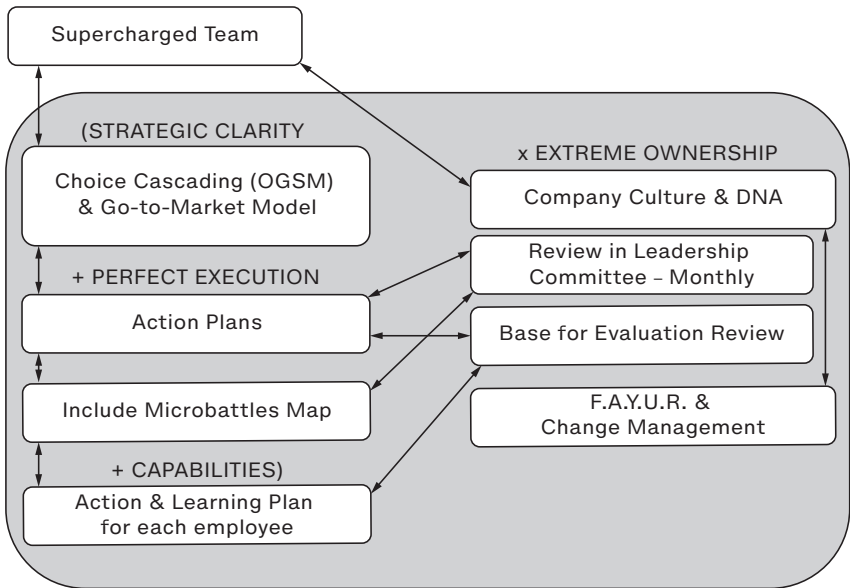 Supercharged Team
(STRATEGIC CLARITY
Choice Cascading (OGSM)
& Go-to-Market Model
+ PERFECT EXECUTION
Action Plans
Include Microbattles Map
+ CAPABILITIES)
Action & Learning Plan
for each employee
x EXTREME OWNERSHIP
Company Culture & DNA
Review in Leadership
Committee – Monthly
Base for Evaluation Review
F.A.Y.U.R. &
Change Management